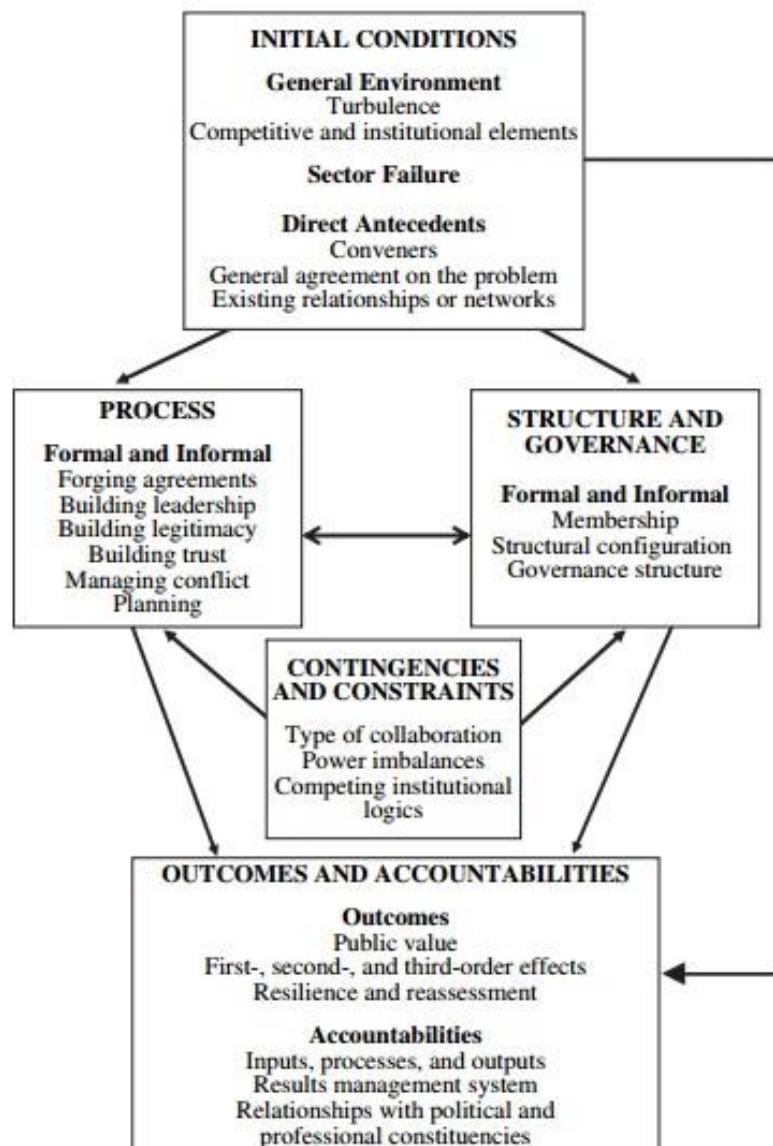 INITIAL CONDITIONS
General Environment
Turbulence
Competitive and institutional elements
Sector Failure
Direct Antecedents
Conveners
General agreement on the problem
Existing relationships or networks
PROCESS
Formal and Informal
Forging agreements
Building leadership
Building legitimacy
Building trust
Managing conflict
Planning
STRUCTURE AND
GOVERNANCE
Formal and Informal
Membership
Structural configuration
Governance structure
CONTINGENCIES
AND CONSTRAINTS
Type of collaboration
Power imbalances
Competing institutional
logics
OUTCOMES AND ACCOUNTABILITIES
Outcomes
Public value
First-, second-, and third-order effects
Resilience and reassessment
Accountabilities
Inputs, processes, and outputs
Results management system
Relationships with political and
professional constituencies